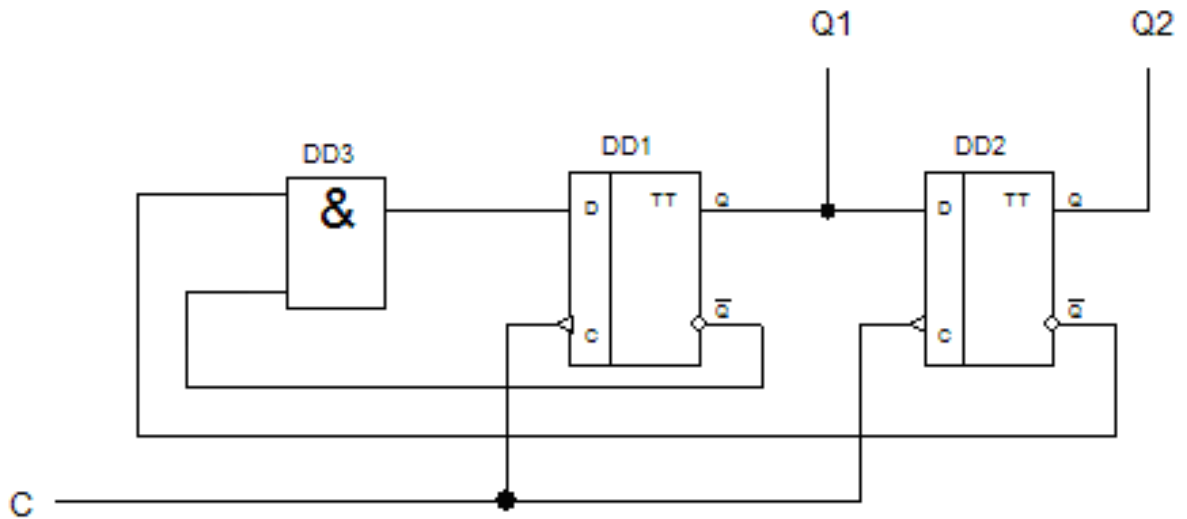 Q1 Q2
DD3 DD1 DD2
&
D TT Q D TT Q
C Q̅ C Q̅
C